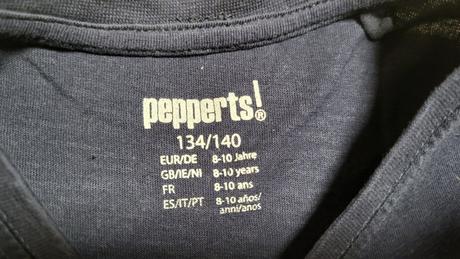 pepperts!®
134/140
EUR/DE 8-10 Jahre
GB/IE/NI 8-10 years
FR 8-10 ans
ES/IT/PT 8-10 años/
anni/anos